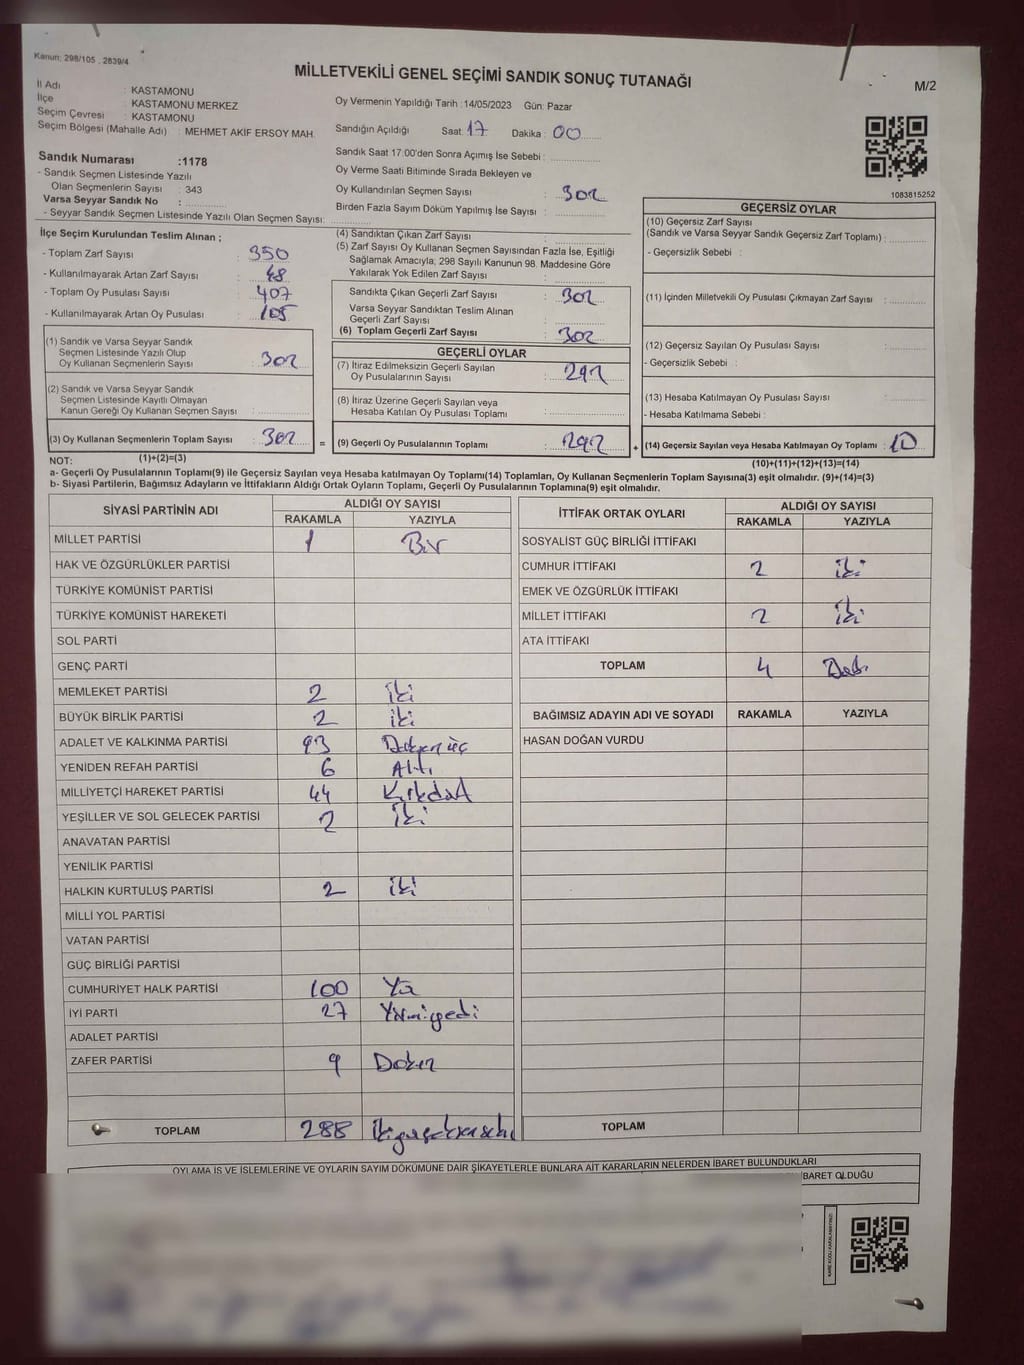 Kanun: 298/105 , 2839/4
MİLLETVEKİLİ GENEL SEÇİMİ SANDIK SONUÇ TUTANAĞI
M/2
İl Adı : KASTAMONU
İlçe : KASTAMONU MERKEZ
Seçim Çevresi : KASTAMONU
Seçim Bölgesi (Mahalle Adı) : MEHMET AKİF ERSOY MAH.
Sandık Numarası :1178
- Sandık Seçmen Listesinde Yazılı
Olan Seçmenlerin Sayısı : 343
Varsa Seyyar Sandık No :
- Seyyar Sandık Seçmen Listesinde Yazılı Olan Seçmen Sayısı:
Oy Vermenin Yapıldığı Tarih :14/05/2023 Gün: Pazar
Sandığın Açıldığı Saat: 17 Dakika : 00
Sandık Saat 17:00'den Sonra Açımış İse Sebebi :
Oy Verme Saati Bitiminde Sırada Bekleyen ve
Oy Kullandırılan Seçmen Sayısı : 302
Birden Fazla Sayım Döküm Yapılmış İse Sayısı :
1083815252
İlçe Seçim Kurulundan Teslim Alınan ;
- Toplam Zarf Sayısı : 350
- Kullanılmayarak Artan Zarf Sayısı : 48
- Toplam Oy Pusulası Sayısı : 407
- Kullanılmayarak Artan Oy Pusulası : 105
(4) Sandıktan Çıkan Zarf Sayısı :
(5) Zarf Sayısı Oy Kullanan Seçmen Sayısından Fazla İse, Eşitliği
Sağlamak Amacıyla, 298 Sayılı Kanunun 98. Maddesine Göre
Yakılarak Yok Edilen Zarf Sayısı :
Sandıkta Çıkan Geçerli Zarf Sayısı : 302
Varsa Seyyar Sandıktan Teslim Alınan
Geçerli Zarf Sayısı :
(6) Toplam Geçerli Zarf Sayısı : 302
GEÇERSİZ OYLAR
(10) Geçersiz Zarf Sayısı
(Sandık ve Varsa Seyyar Sandık Geçersiz Zarf Toplamı) :
- Geçersizlik Sebebi :
(11) İçinden Milletvekili Oy Pusulası Çıkmayan Zarf Sayısı :
(12) Geçersiz Sayılan Oy Pusulası Sayısı :
- Geçersizlik Sebebi :
(13) Hesaba Katılmayan Oy Pusulası Sayısı :
- Hesaba Katılmama Sebebi :
(1) Sandık ve Varsa Seyyar Sandık
Seçmen Listesinde Yazılı Olup
Oy Kullanan Seçmenlerin Sayısı : 302
(2) Sandık ve Varsa Seyyar Sandık
Seçmen Listesinde Kayıtlı Olmayan
Kanun Gereği Oy Kullanan Seçmen Sayısı :
GEÇERLİ OYLAR
(7) İtiraz Edilmeksizin Geçerli Sayılan
Oy Pusulalarının Sayısı : 292
(8) İtiraz Üzerine Geçerli Sayılan veya
Hesaba Katılan Oy Pusulası Toplamı :
(3) Oy Kullanan Seçmenlerin Toplam Sayısı : 302 = (9) Geçerli Oy Pusulalarının Toplamı : 292 + (14) Geçersiz Sayılan veya Hesaba Katılmayan Oy Toplamı : 10
NOT: (1)+(2)=(3) (10)+(11)+(12)+(13)=(14)
a- Geçerli Oy Pusulalarının Toplamı(9) ile Geçersiz Sayılan veya Hesaba katılmayan Oy Toplamı(14) Toplamları, Oy Kullanan Seçmenlerin Toplam Sayısına(3) eşit olmalıdır. (9)+(14)=(3)
b- Siyasi Partilerin, Bağımsız Adayların ve İttifakların Aldığı Ortak Oyların Toplamı, Geçerli Oy Pusulalarının Toplamına(9) eşit olmalıdır.
SİYASİ PARTİNİN ADI ALDIĞI OY SAYISI
RAKAMLA YAZIYLA
MİLLET PARTİSİ 1 Bir
HAK VE ÖZGÜRLÜKLER PARTİSİ
TÜRKİYE KOMÜNİST PARTİSİ
TÜRKİYE KOMÜNİST HAREKETİ
SOL PARTİ
GENÇ PARTİ
MEMLEKET PARTİSİ 2 iki
BÜYÜK BİRLİK PARTİSİ 2 iki
ADALET VE KALKINMA PARTİSİ 93 Doksan üç
YENİDEN REFAH PARTİSİ 6 Altı
MİLLİYETÇİ HAREKET PARTİSİ 44 Kırkdört
YEŞİLLER VE SOL GELECEK PARTİSİ 2 iki
ANAVATAN PARTİSİ
YENİLİK PARTİSİ
HALKIN KURTULUŞ PARTİSİ 2 iki
MİLLİ YOL PARTİSİ
VATAN PARTİSİ
GÜÇ BİRLİĞİ PARTİSİ
CUMHURİYET HALK PARTİSİ 100 Yüz
İYİ PARTİ 27 Yirmiyedi
ADALET PARTİSİ
ZAFER PARTİSİ 9 Dokuz
TOPLAM 288 ikiyüzseksensekiz
İTTİFAK ORTAK OYLARI ALDIĞI OY SAYISI
RAKAMLA YAZIYLA
SOSYALİST GÜÇ BİRLİĞİ İTTİFAKI
CUMHUR İTTİFAKI 2 iki
EMEK VE ÖZGÜRLÜK İTTİFAKI
MİLLET İTTİFAKI 2 iki
ATA İTTİFAKI
TOPLAM 4 Dört
BAĞIMSIZ ADAYIN ADI VE SOYADI RAKAMLA YAZIYLA
HASAN DOĞAN VURDU
TOPLAM
OYLAMA İŞ VE İŞLEMLERİNE VE OYLARIN SAYIM DÖKÜMÜNE DAİR ŞİKAYETLERLE BUNLARA AİT KARARLARIN NELERDEN İBARET BULUNDUKLARI
İBARET OLDUĞU